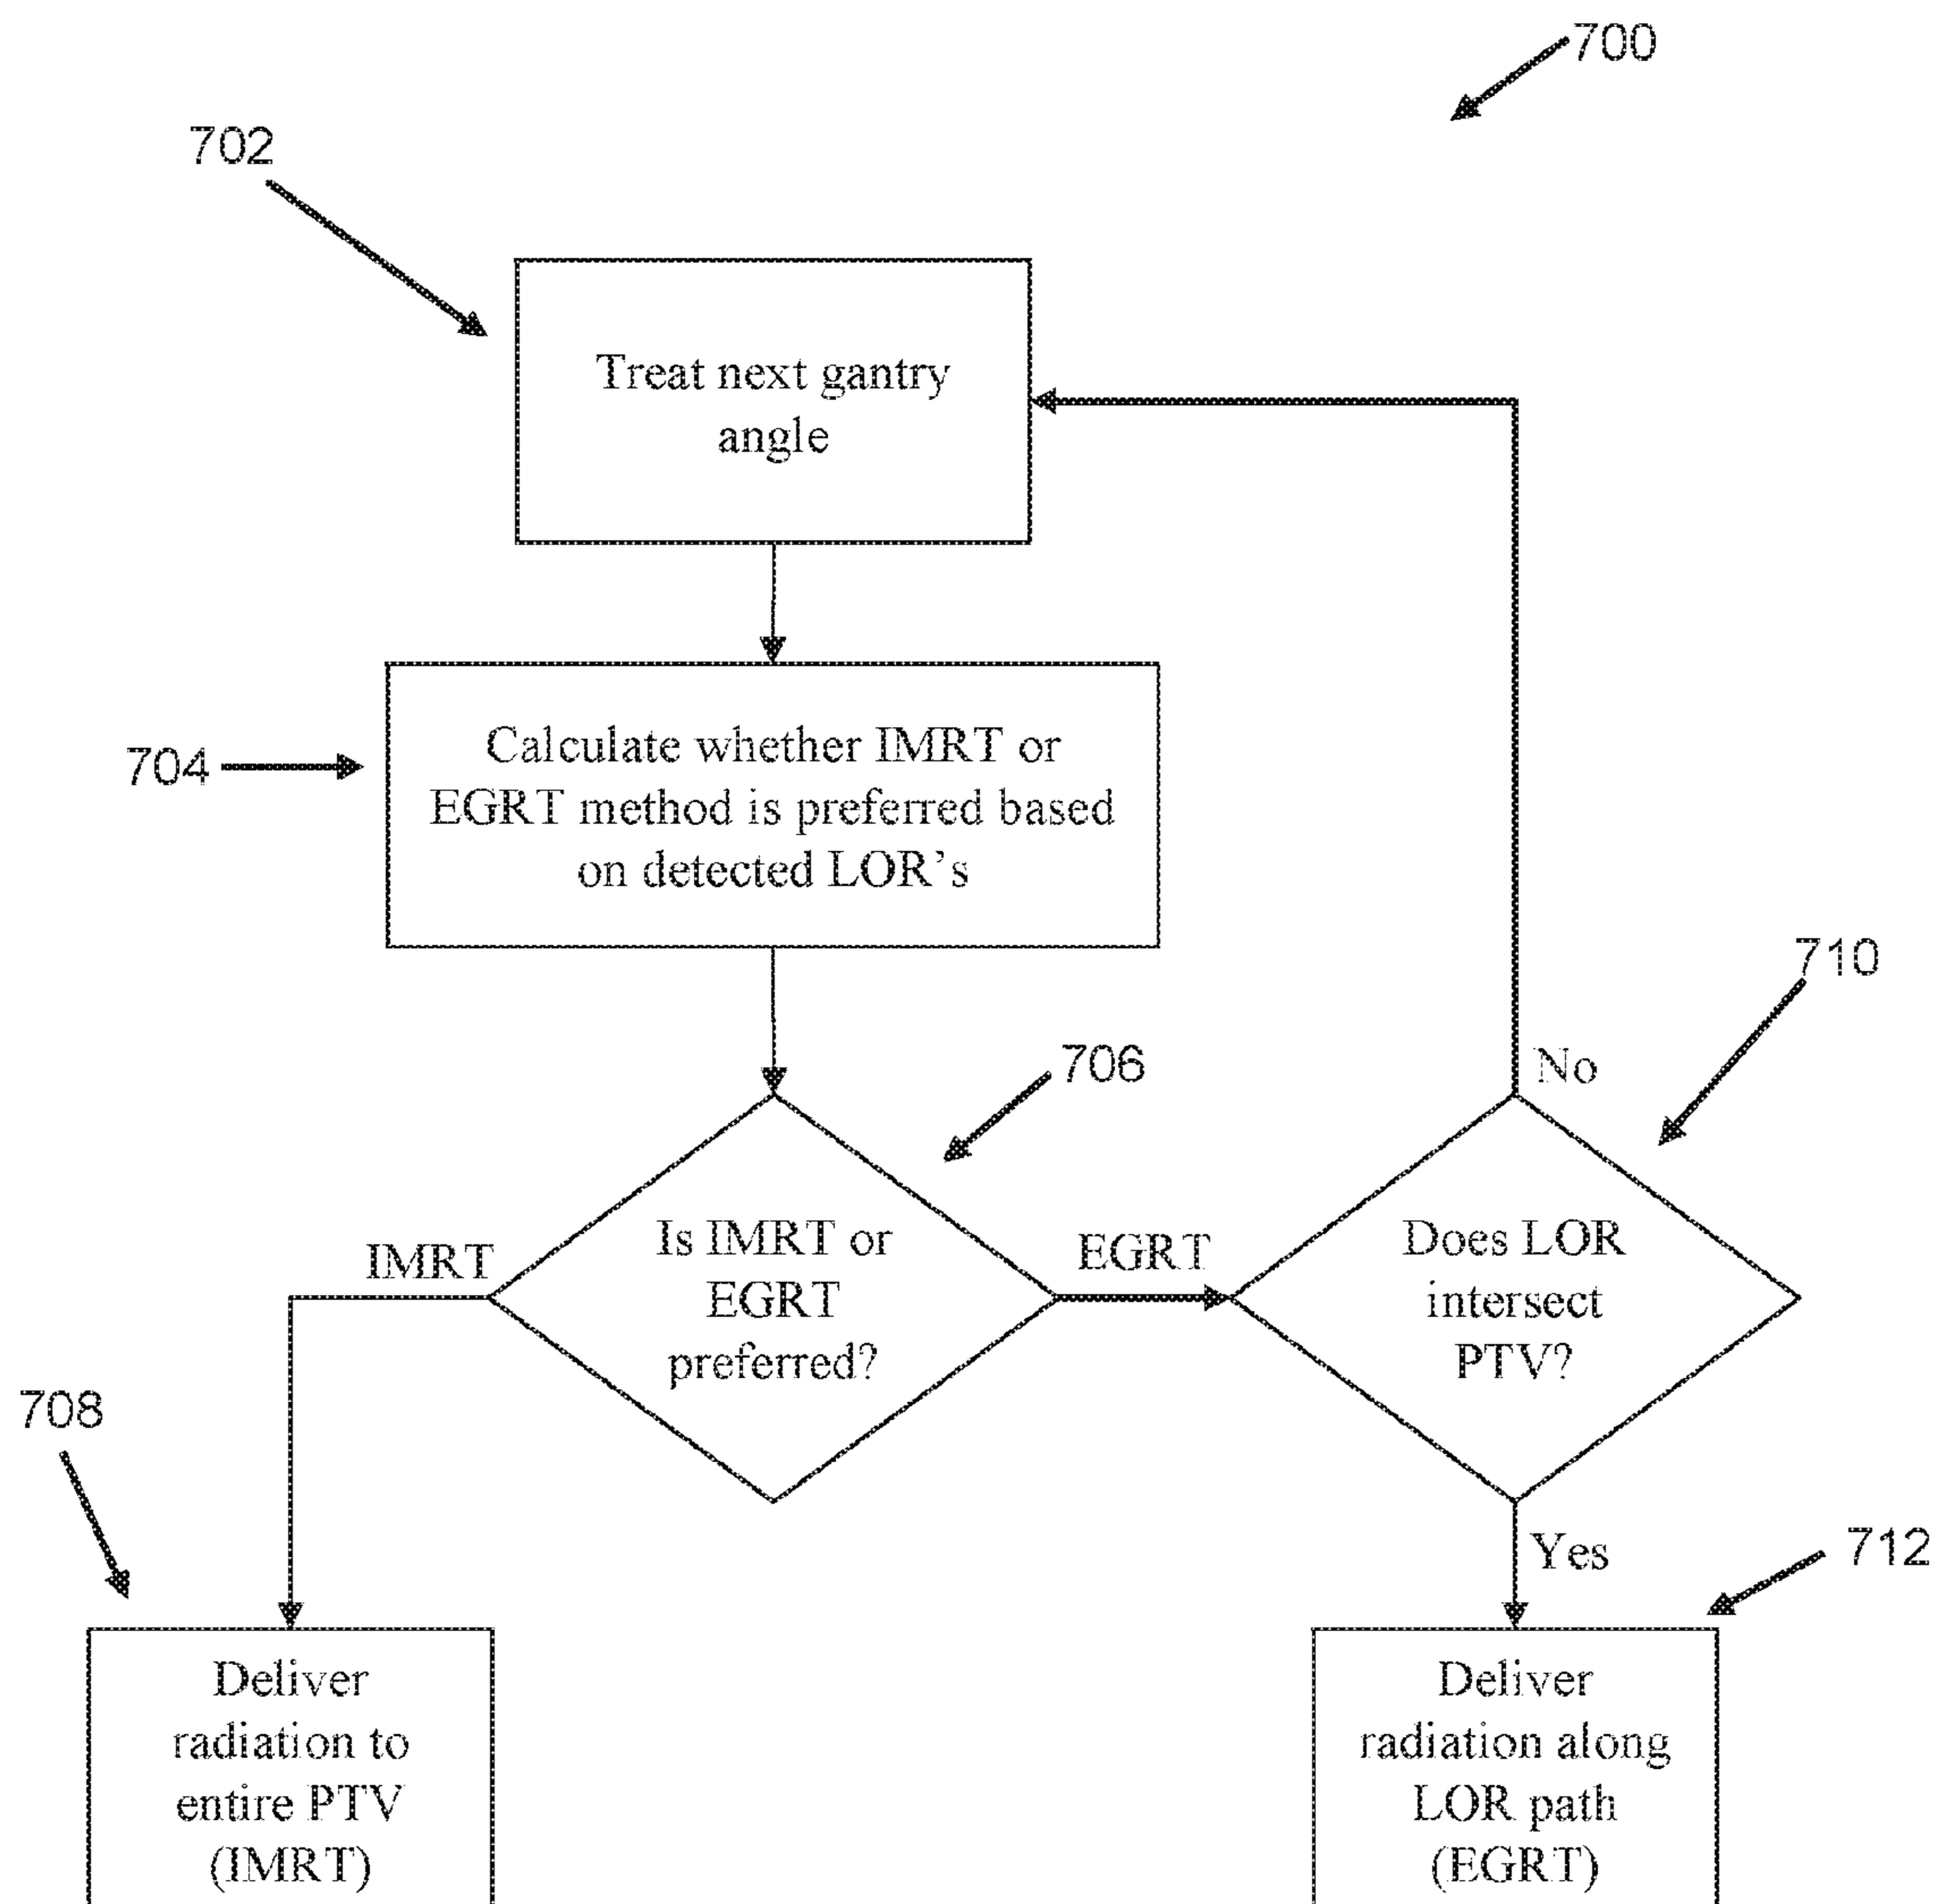 700
702
Treat next gantry
angle
704
Calculate whether IMRT or
EGRT method is preferred based
on detected LOR's
710
706
No
IMRT
Is IMRT or
EGRT
preferred?
EGRT
Does LOR
intersect
PTV?
708
Yes
712
Deliver
radiation to
entire PTV
(IMRT)
Deliver
radiation along
LOR path
(EGRT)